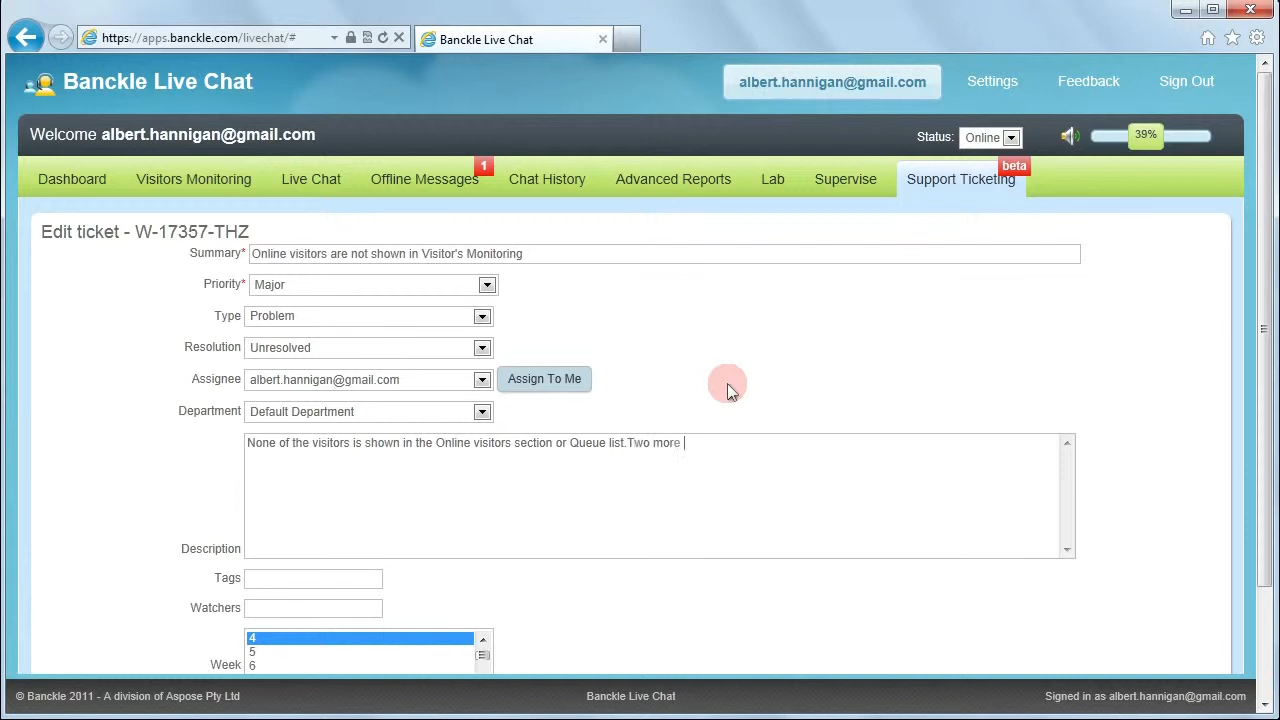 https://apps.banckle.com/livechat/#
Banckle Live Chat
Banckle Live Chat
albert.hannigan@gmail.com
Settings
Feedback
Sign Out
Welcome albert.hannigan@gmail.com
Status:
Online
39%
Dashboard
Visitors Monitoring
Live Chat
Offline Messages
1
Chat History
Advanced Reports
Lab
Supervise
Support Ticketing
beta
Edit ticket - W-17357-THZ
Summary* Online visitors are not shown in Visitor's Monitoring
Priority* Major
Type Problem
Resolution Unresolved
Assignee albert.hannigan@gmail.com Assign To Me
Department Default Department
None of the visitors is shown in the Online visitors section or Queue list.Two more
Description
Tags
Watchers
4
5
Week
6
© Banckle 2011 - A division of Aspose Pty Ltd
Banckle Live Chat
Signed in as albert.hannigan@gmail.com